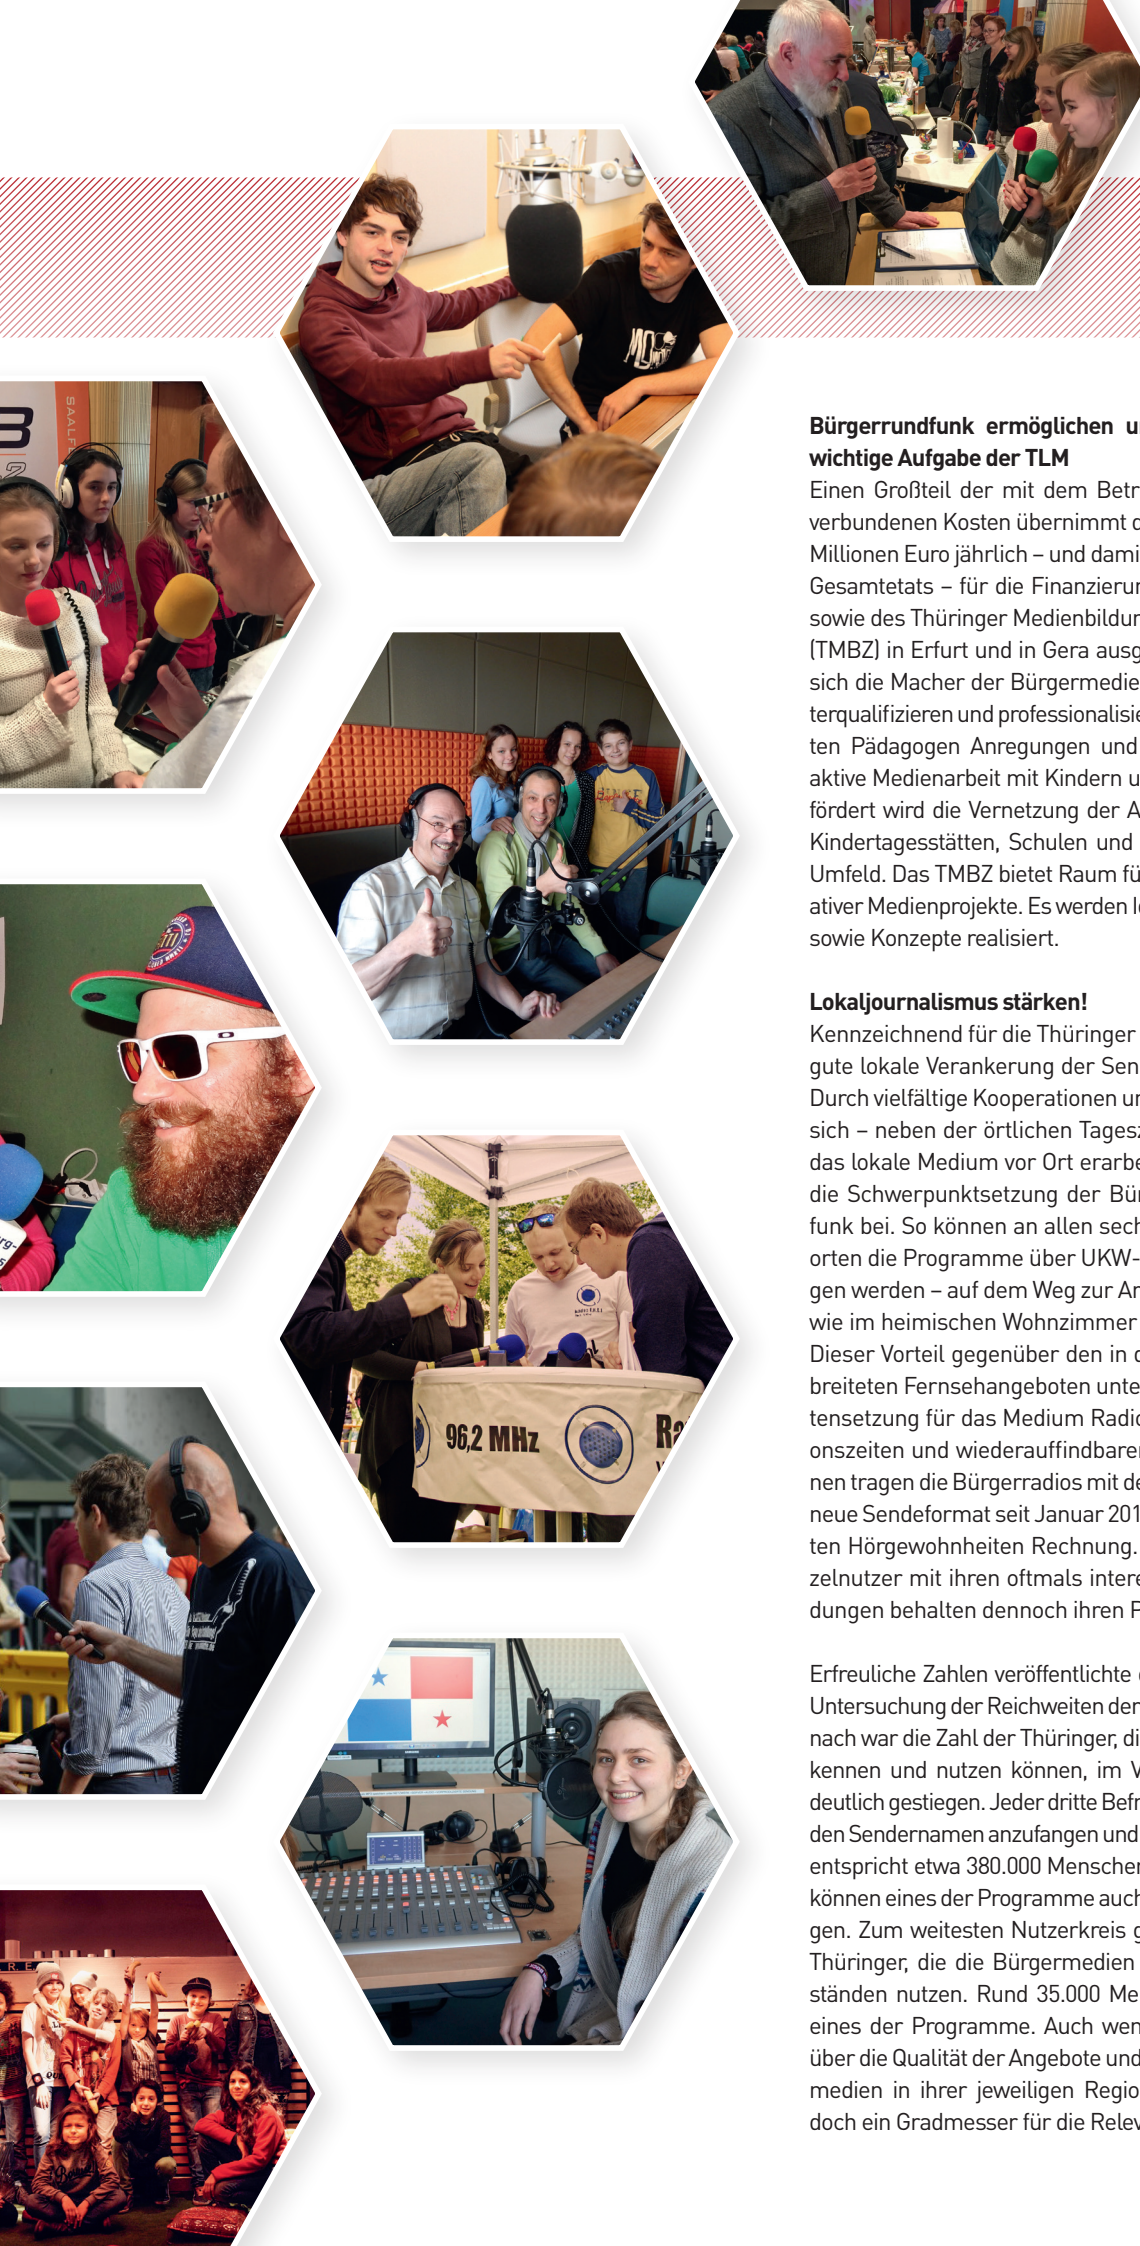 SAALF
96,2 MHz
Bürgerrundfunk ermöglichen
wichtige Aufgabe der TLM
Einen Großteil der mit dem Betr
verbundenen Kosten übernimmt
Millionen Euro jährlich – und dami
Gesamtetats – für die Finanzierun
sowie des Thüringer Medienbildun
(TMBZ) in Erfurt und in Gera ausg
sich die Macher der Bürgermedie
terqualifizieren und professionalisie
ten Pädagogen Anregungen und
aktive Medienarbeit mit Kindern u
fördert wird die Vernetzung der A
Kindertagesstätten, Schulen und
Umfeld. Das TMBZ bietet Raum fü
ativer Medienprojekte. Es werden
sowie Konzepte realisiert.
Lokaljournalismus stärken!
Kennzeichnend für die Thüringer
gute lokale Verankerung der Sen
Durch vielfältige Kooperationen
sich – neben der örtlichen Tagesz
das lokale Medium vor Ort erarbe
die Schwerpunktsetzung der Bür
funk bei. So können an allen sech
orten die Programme über UKW-
gen werden – auf dem Weg zur
wie im heimischen Wohnzimmer
Dieser Vorteil gegenüber den in
breiteten Fernsehangeboten unte
tensetzung für das Medium Radio
onszeiten und wiederauffindbaren
nen tragen die Bürgerradios mit
neue Sendeformat seit Januar 201
ten Hörgewohnheiten Rechnung.
zelnutzer mit ihren oftmals intere
dungen behalten dennoch ihren P
Erfreuliche Zahlen veröffentlichte
Untersuchung der Reichweiten der
nach war die Zahl der Thüringer, di
kennen und nutzen können, im V
deutlich gestiegen. Jeder dritte Befr
den Sendernamen anzufangen und
entspricht etwa 380.000 Menschen
können eines der Programme auch
gen. Zum weitesten Nutzerkreis g
Thüringer, die die Bürgermedien
ständen nutzen. Rund 35.000 Me
eines der Programme. Auch wen
über die Qualität der Angebote und
medien in ihrer jeweiligen Regio
doch ein Gradmesser für die Relev